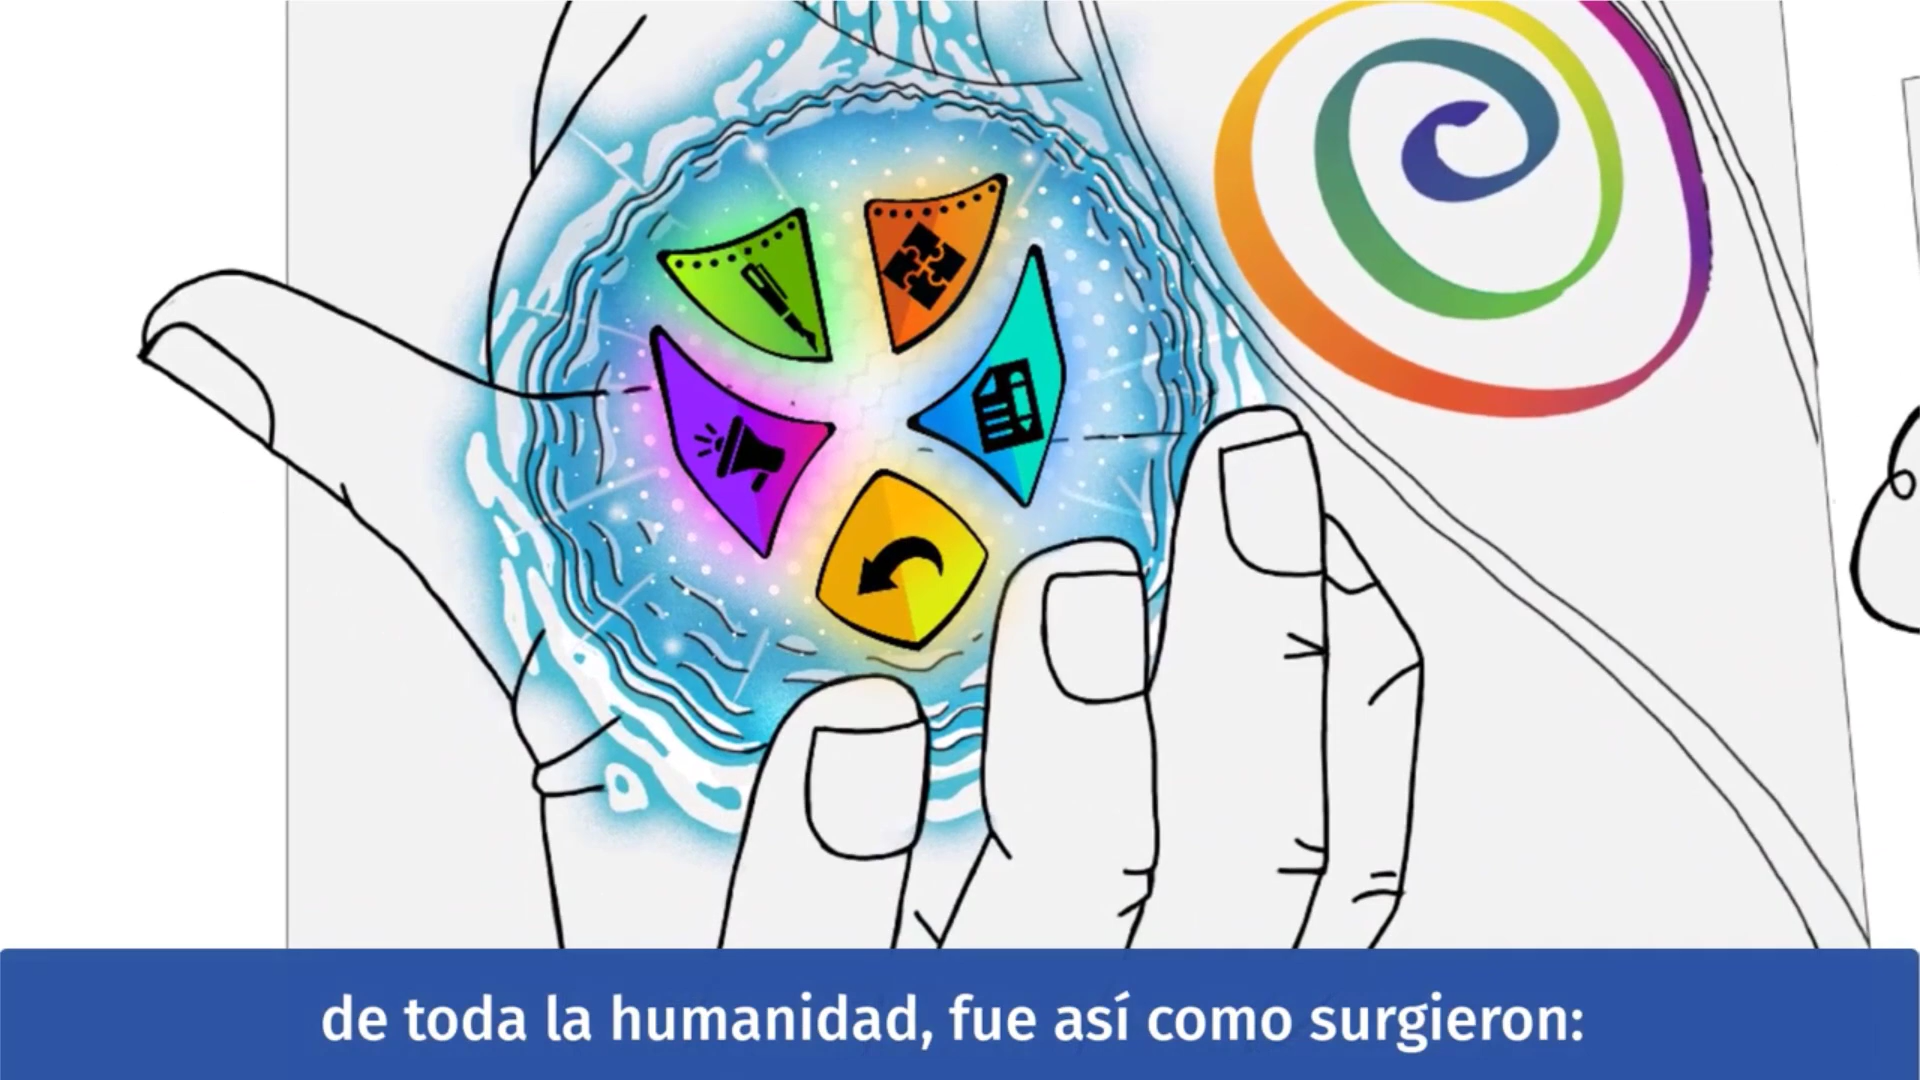 de toda la humanidad, fue así como surgieron: